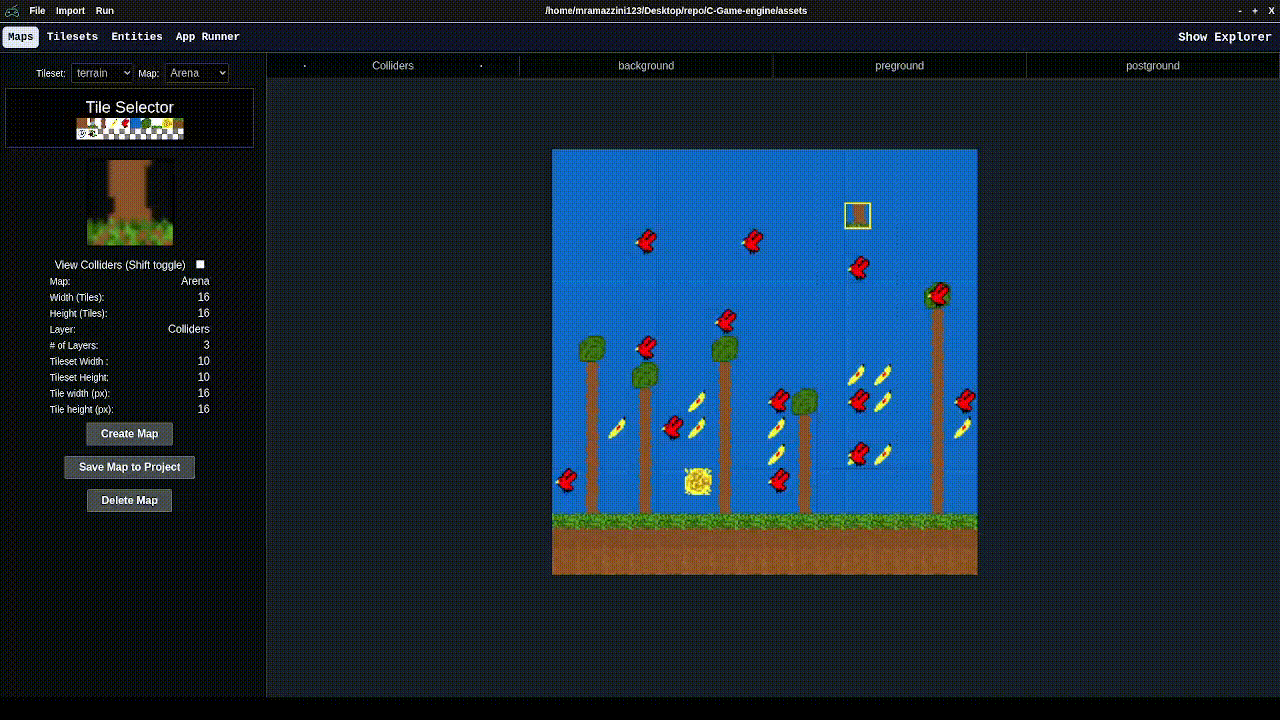 File Import Run /home/mramazzini123/Desktop/repo/C-Game-engine/assets - + X
Maps Tilesets Entities App Runner Show Explorer
Tileset: terrain Map: Arena
Colliders background preground postground
Tile Selector
View Colliders (Shift toggle)
Map: Arena
Width (Tiles): 16
Height (Tiles): 16
Layer: Colliders
# of Layers: 3
Tileset Width : 10
Tileset Height: 10
Tile width (px): 16
Tile height (px): 16
Create Map
Save Map to Project
Delete Map